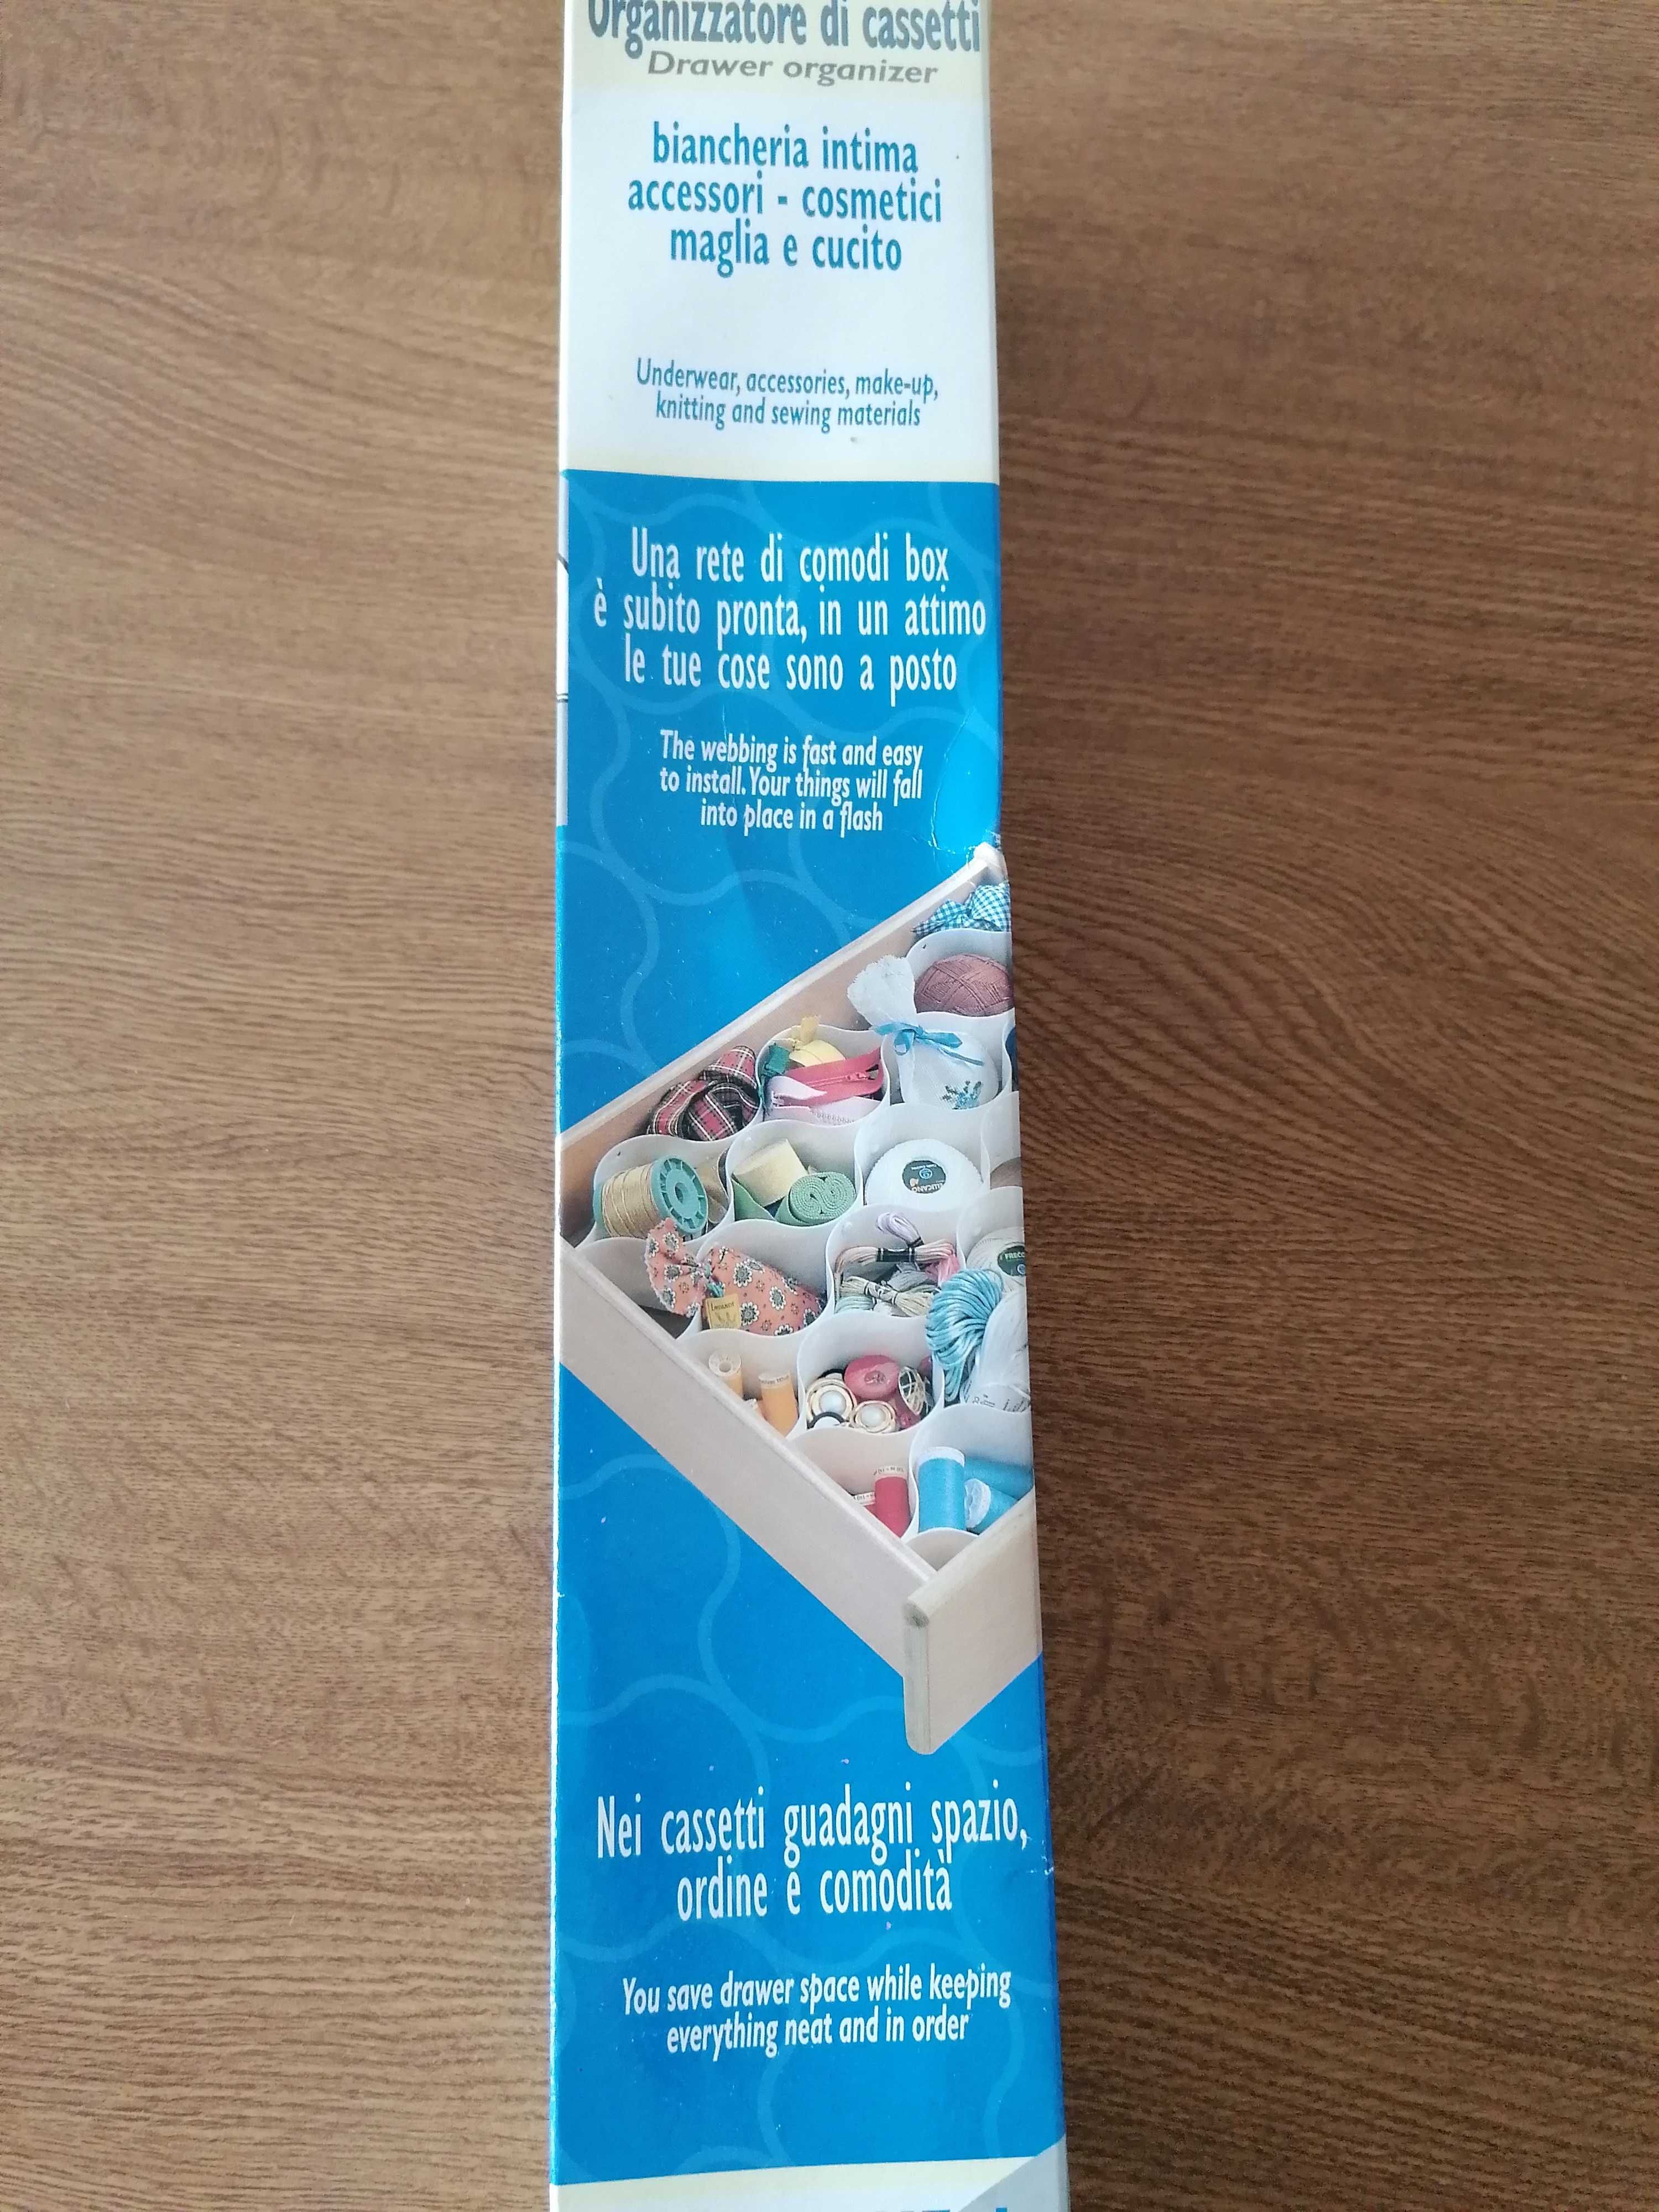 Organizzatore di cassetti
Drawer organizer
biancheria intima
accessori - cosmetici
maglia e cucito
Underwear, accessories, make-up,
knitting and sewing materials
Una rete di comodi box
è subito pronta, in un attimo
le tue cose sono a posto
The webbing is fast and easy
to install. Your things will fall
into place in a flash
Nei cassetti guadagni spazio,
ordine e comodità
You save drawer space while keeping
everything neat and in order